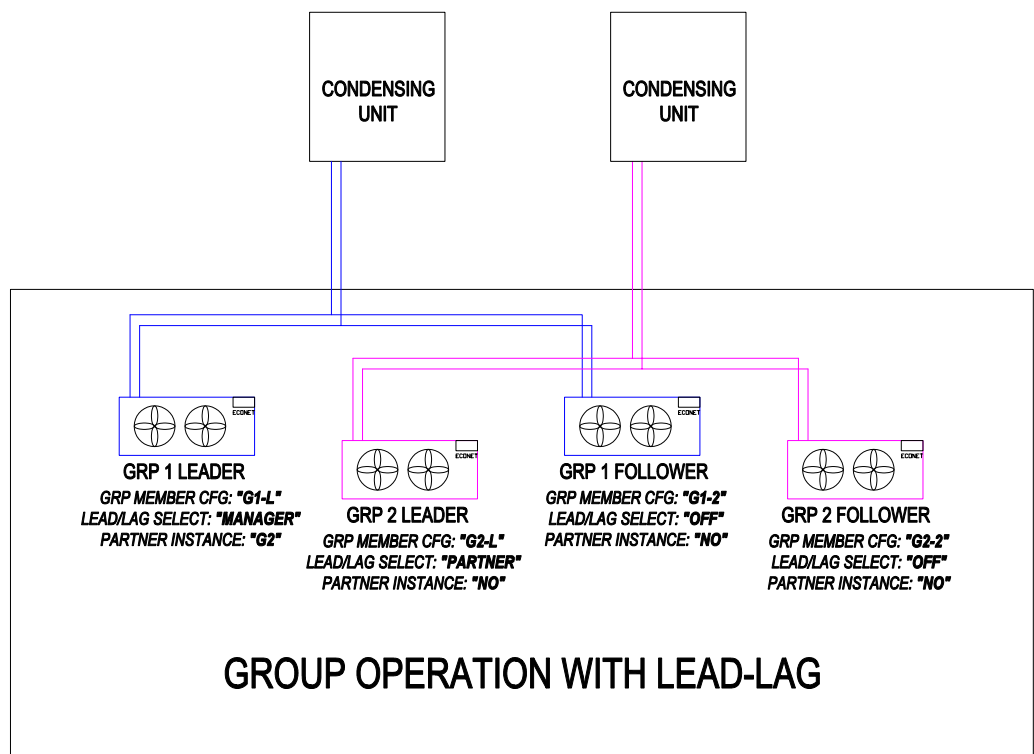 CONDENSING
UNIT
CONDENSING
UNIT
ECONET
GRP 1 LEADER
GRP MEMBER CFG: "G1-L"
LEAD/LAG SELECT: "MANAGER"
PARTNER INSTANCE: "G2"
ECONET
GRP 2 LEADER
GRP MEMBER CFG: "G2-L"
LEAD/LAG SELECT: "PARTNER"
PARTNER INSTANCE: "NO"
ECONET
GRP 1 FOLLOWER
GRP MEMBER CFG: "G1-2"
LEAD/LAG SELECT: "OFF"
PARTNER INSTANCE: "NO"
ECONET
GRP 2 FOLLOWER
GRP MEMBER CFG: "G2-2"
LEAD/LAG SELECT: "OFF"
PARTNER INSTANCE: "NO"
GROUP OPERATION WITH LEAD-LAG